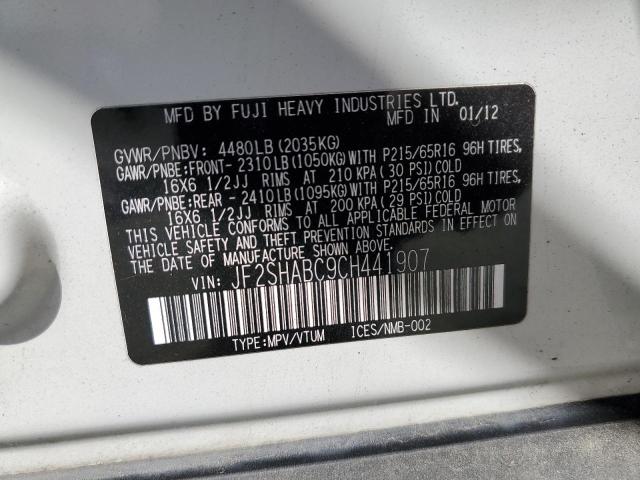 MFD BY FUJI HEAVY INDUSTRIES LTD.
MFD IN 01/12
GVWR/PNBV: 4480LB (2035KG)
GAWR/PNBE:FRONT- 2310LB (1050KG)WITH P215/65R16 96H TIRES,
16X6 1/2JJ RIMS AT 210 KPA (30 PSI) COLD
GAWR/PNBE:REAR - 2410LB (1095KG)WITH P215/65R16 96H TIRES,
16X6 1/2JJ RIMS AT 200 KPA (29 PSI) COLD
THIS VEHICLE CONFORMS TO ALL APPLICABLE FEDERAL MOTOR
VEHICLE SAFETY AND THEFT PREVENTION STANDARDS IN EFFECT ON
THE DATE OF MANUFACTURE SHOWN ABOVE.
VIN: JF2SHABC9CH441907
TYPE:MPV/VTUM ICES/NMB-002